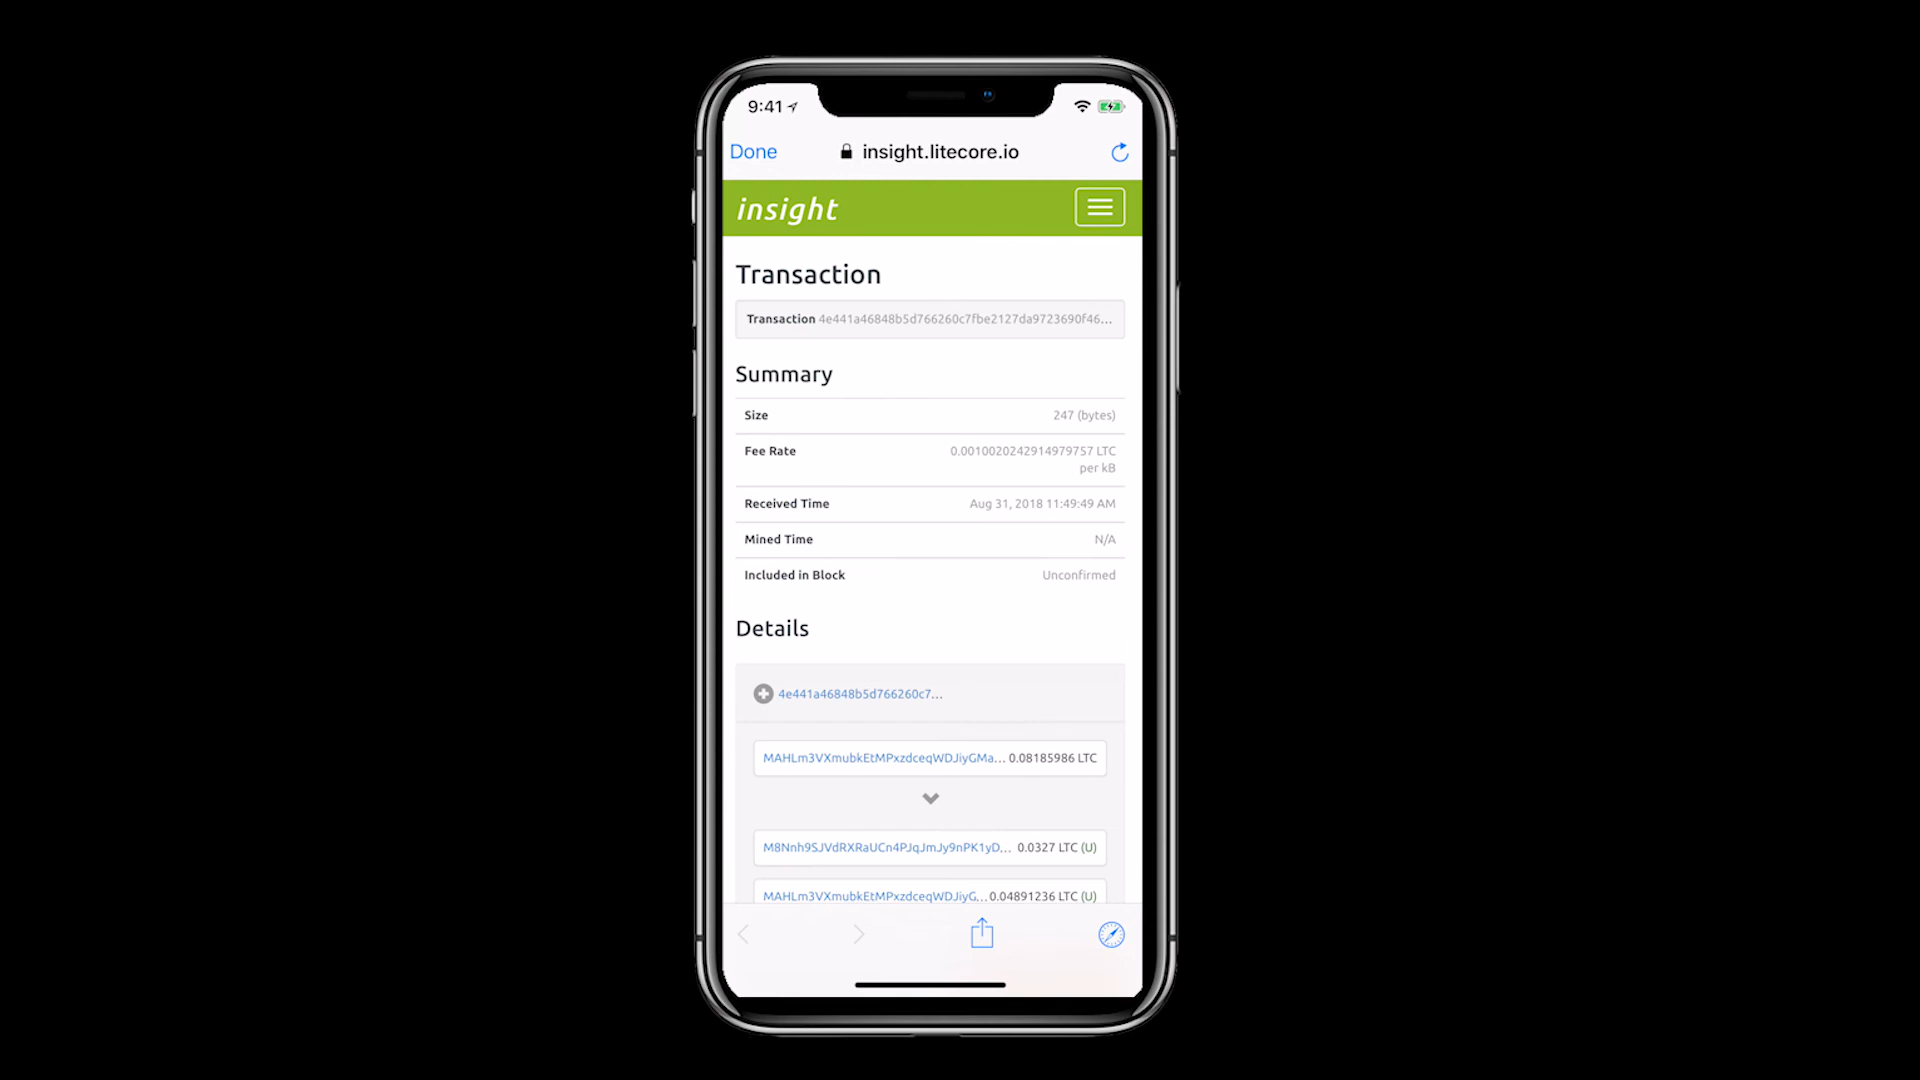 9:41
Done insight.litecore.io
insight
Transaction
Transaction 4e441a46848b5d766260c7fbe2127da9723690f46...
Summary
Size 247 (bytes)
Fee Rate 0.0010020242914979757 LTC
per kB
Received Time Aug 31, 2018 11:49:49 AM
Mined Time N/A
Included in Block Unconfirmed
Details
4e441a46848b5d766260c7...
MAHLm3VXmubkEtMPxzdceqWDJiyGMa... 0.08185986 LTC
M8Nnh9SJVdRXRaUCn4PJqJmJy9nPK1yD... 0.0327 LTC (U)
MAHLm3VXmubkEtMPxzdceqWDJiyG... 0.04891236 LTC (U)